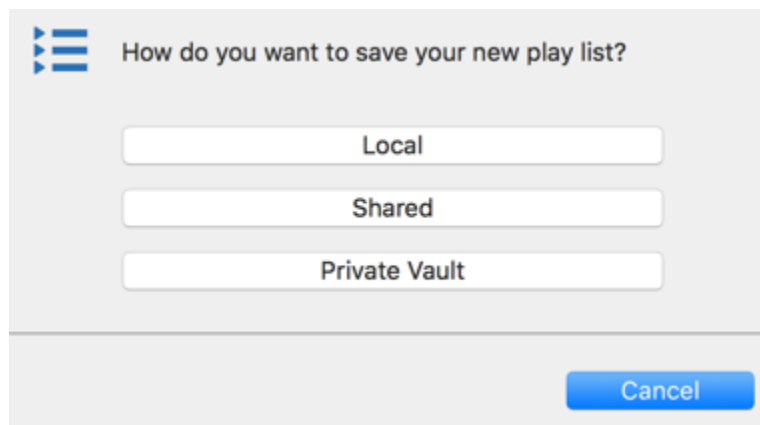 How do you want to save your new play list?
Local
Shared
Private Vault
Cancel